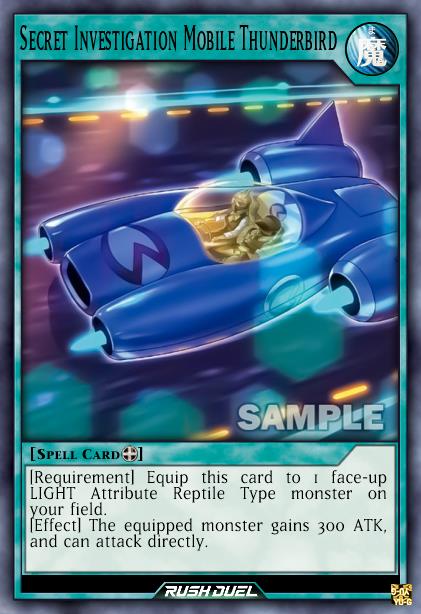 Secret Investigation Mobile Thunderbird
ま
魔
SAMPLE
[Spell Card]
[Requirement] Equip this card to 1 face-up
LIGHT Attribute Reptile Type monster on
your field.
[Effect] The equipped monster gains 300 ATK,
and can attack directly.
RUSH DUEL